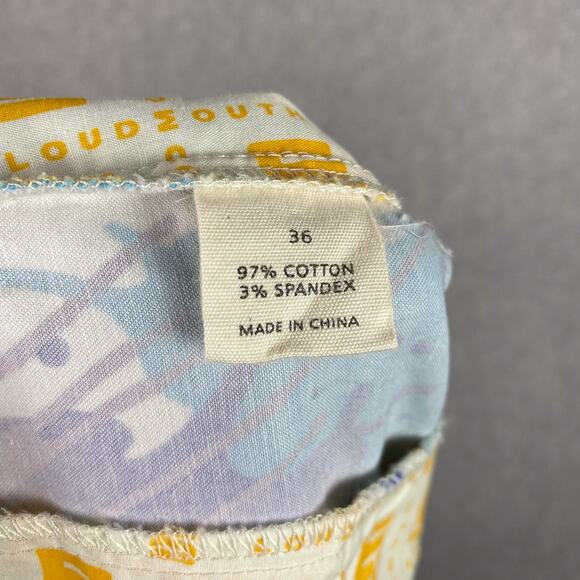 LOUDMOUTH
36
97% COTTON
3% SPANDEX
MADE IN CHINA